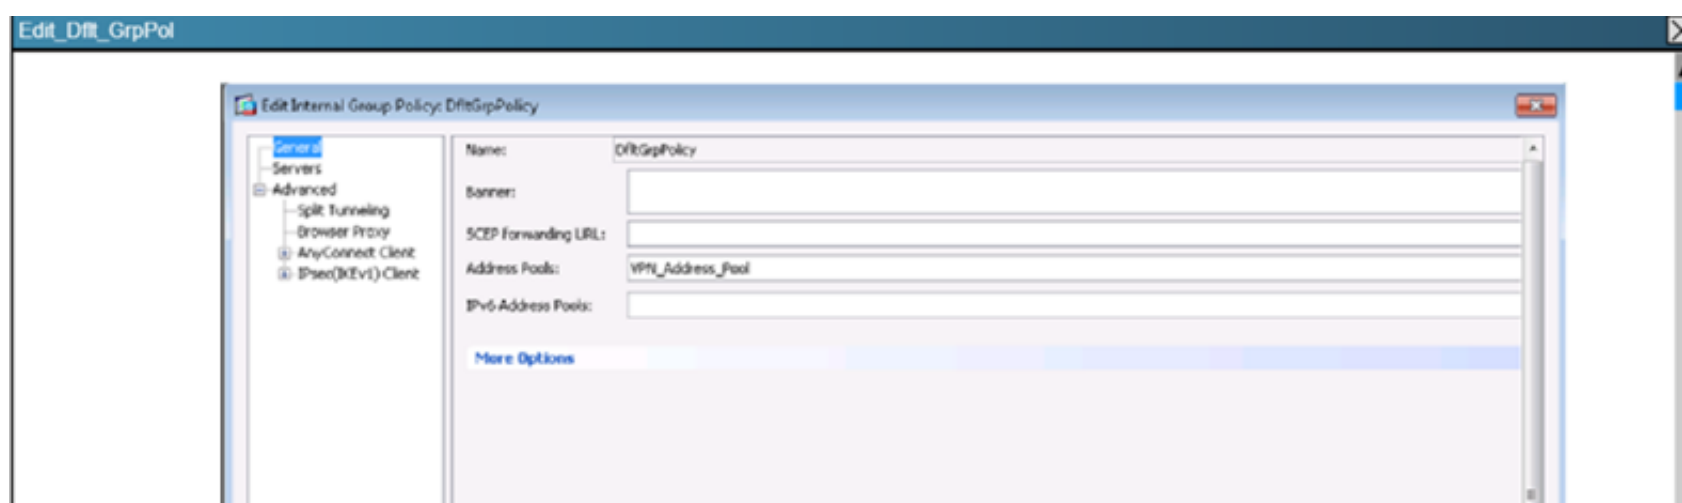 Edit_Dflt_GrpPol
Edit Internal Group Policy: DfltGrpPolicy
General
Servers
Advanced
Split Tunneling
Browser Proxy
AnyConnect Client
IPsec(IKEv1) Client
Name: DfltGrpPolicy
Banner:
SCEP forwarding URL:
Address Pools: VPN_Address_Pool
IPv6 Address Pools:
More Options